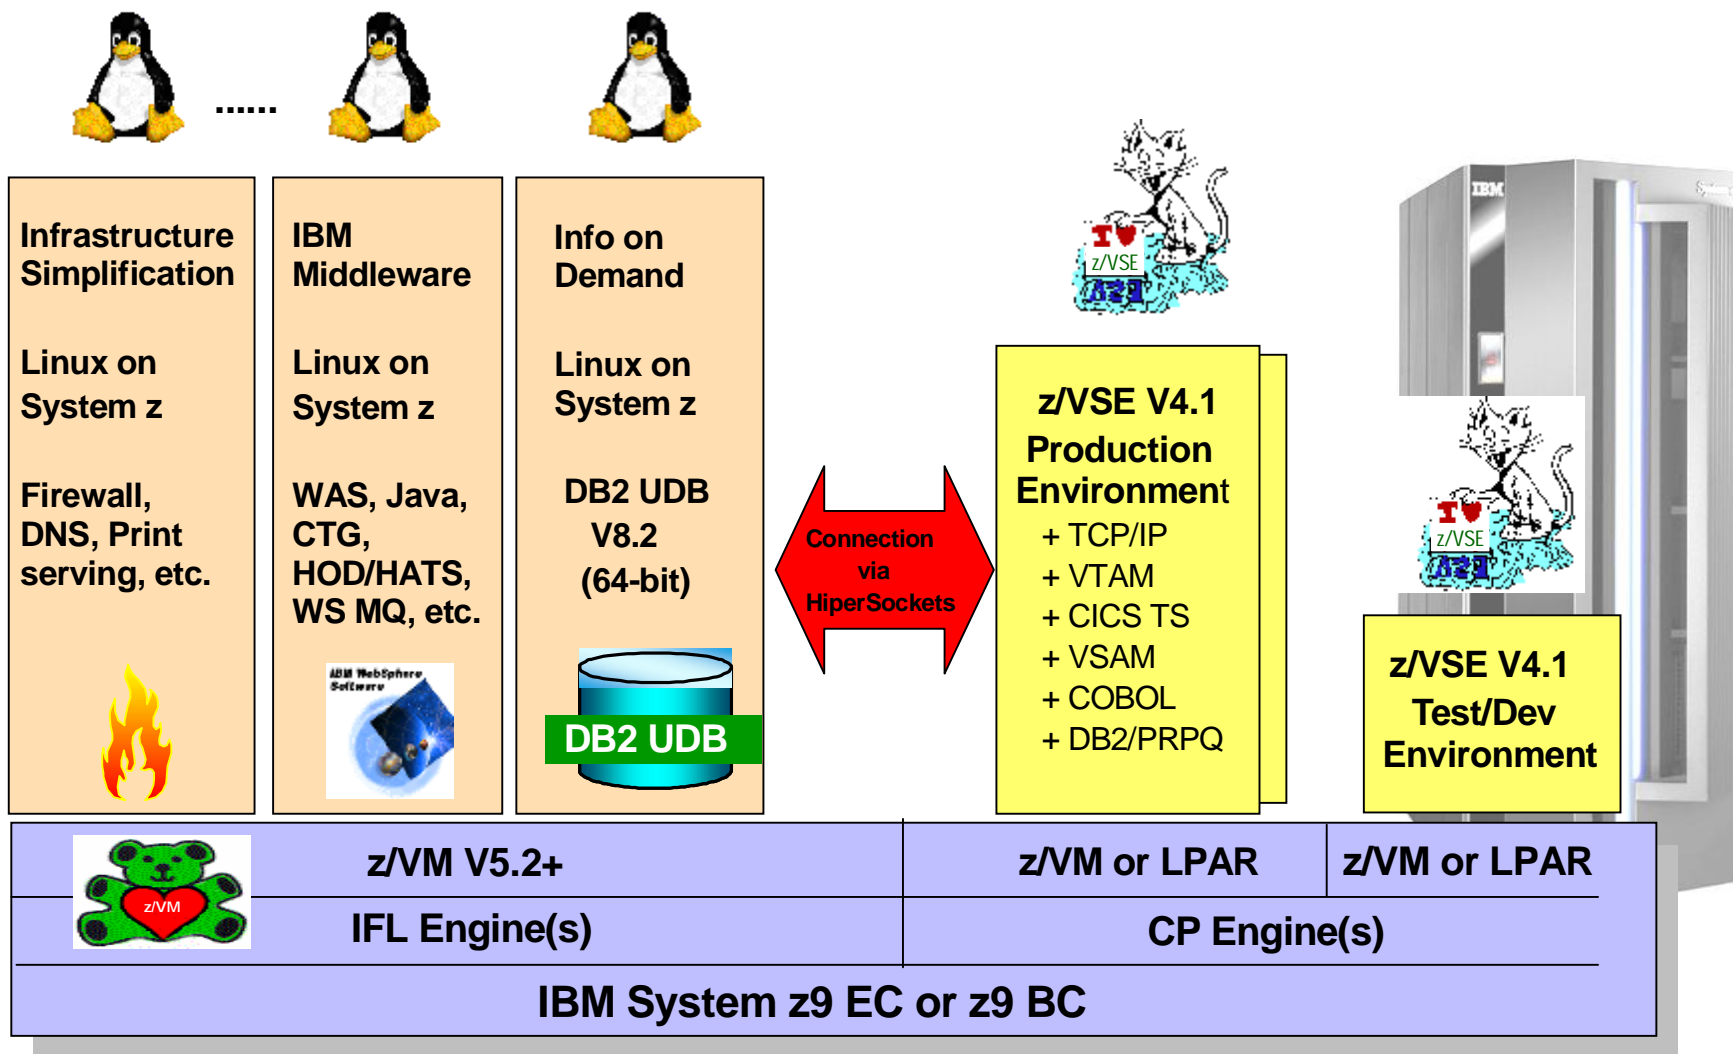 ......
Infrastructure
Simplification
Linux on
System z
Firewall,
DNS, Print
serving, etc.
IBM
Middleware
Linux on
System z
WAS, Java,
CTG,
HOD/HATS,
WS MQ, etc.
IBM WebSphere
Software
Info on
Demand
Linux on
System z
DB2 UDB
V8.2
(64-bit)
DB2 UDB
Connection
via
HiperSockets
I
z/VSE
z/VSE V4.1
Production
Environment
+ TCP/IP
+ VTAM
+ CICS TS
+ VSAM
+ COBOL
+ DB2/PRPQ
IBM
System
I
z/VSE
z/VSE V4.1
Test/Dev
Environment
z/VM
z/VM V5.2+
z/VM or LPAR
z/VM or LPAR
IFL Engine(s)
CP Engine(s)
IBM System z9 EC or z9 BC